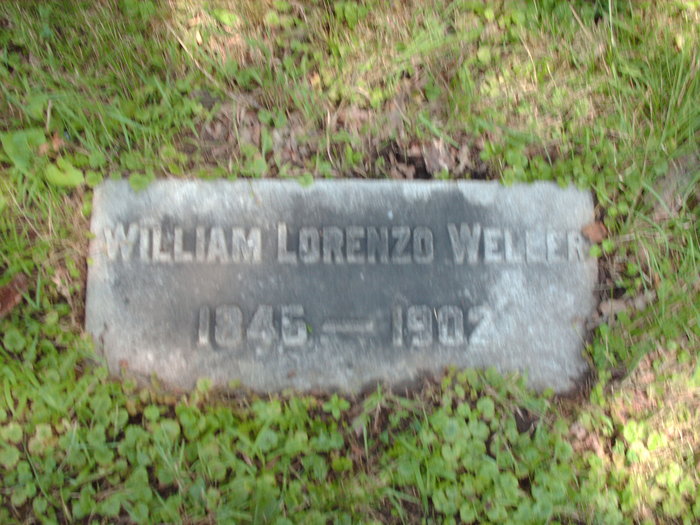 WILLIAM LORENZO WELLER
1845 — 1902